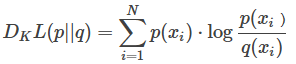 $D_K L(p||q) = \sum_{i=1}^{N} p(x_i) \cdot \log \frac{p(x_i)}{q(x_i)}$